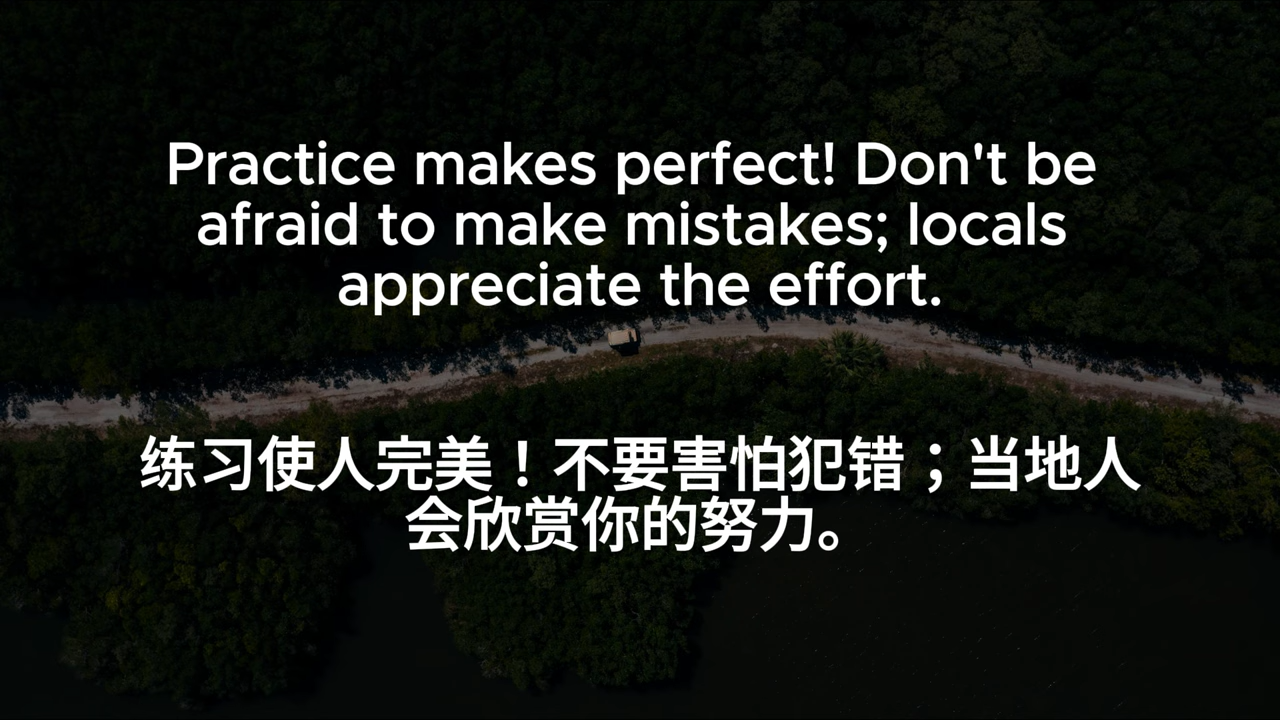 Practice makes perfect! Don't be
afraid to make mistakes; locals
appreciate the effort.
练习使人完美！不要害怕犯错；当地人
会欣赏你的努力。